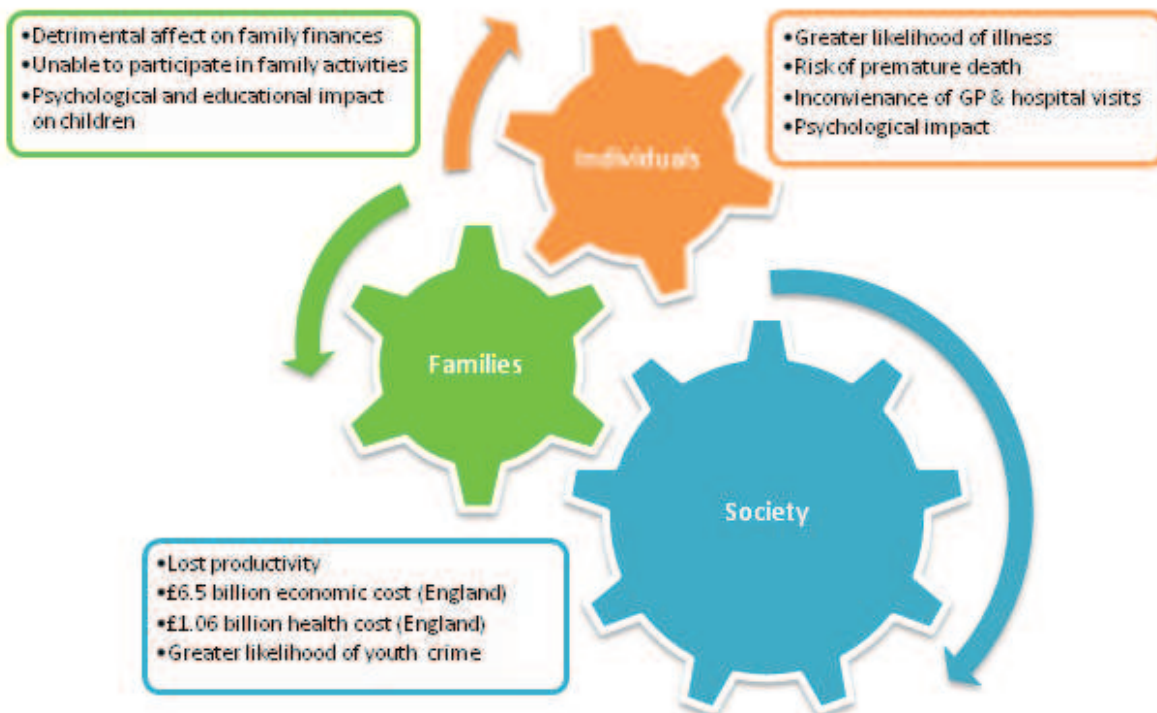 •Detrimental affect on family finances
•Unable to participate in family activities
•Psychological and educational impact
on children
•Greater likelihood of illness
•Risk of premature death
•Inconvienance of GP & hospital visits
•Psychological impact
Individuals
Families
Society
•Lost productivity
•£6.5 billion economic cost (England)
•£1.06 billion health cost (England)
•Greater likelihood of youth crime